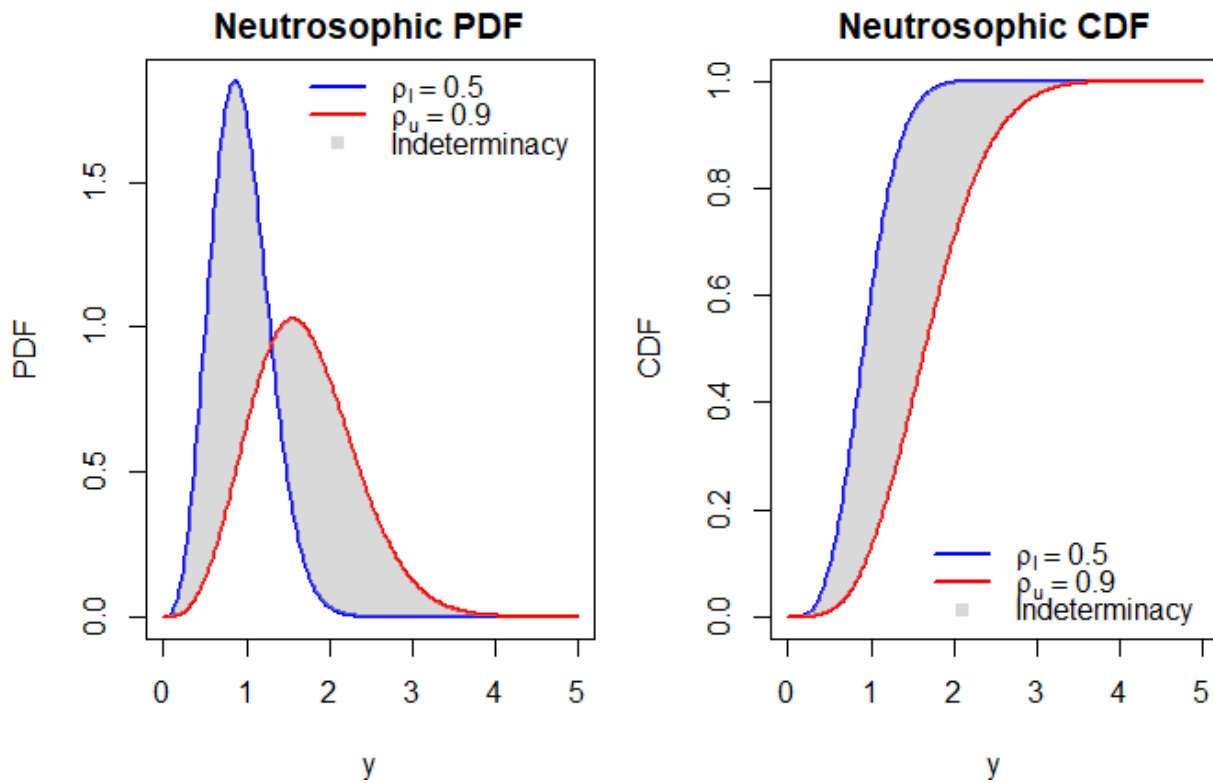 Neutrosophic PDF
ρl = 0.5
ρu = 0.9
Indeterminacy
PDF
0.0
0.5
1.0
1.5
0 1 2 3 4 5
y
Neutrosophic CDF
CDF
0.0
0.2
0.4
0.6
0.8
1.0
ρl = 0.5
ρu = 0.9
Indeterminacy
0 1 2 3 4 5
y